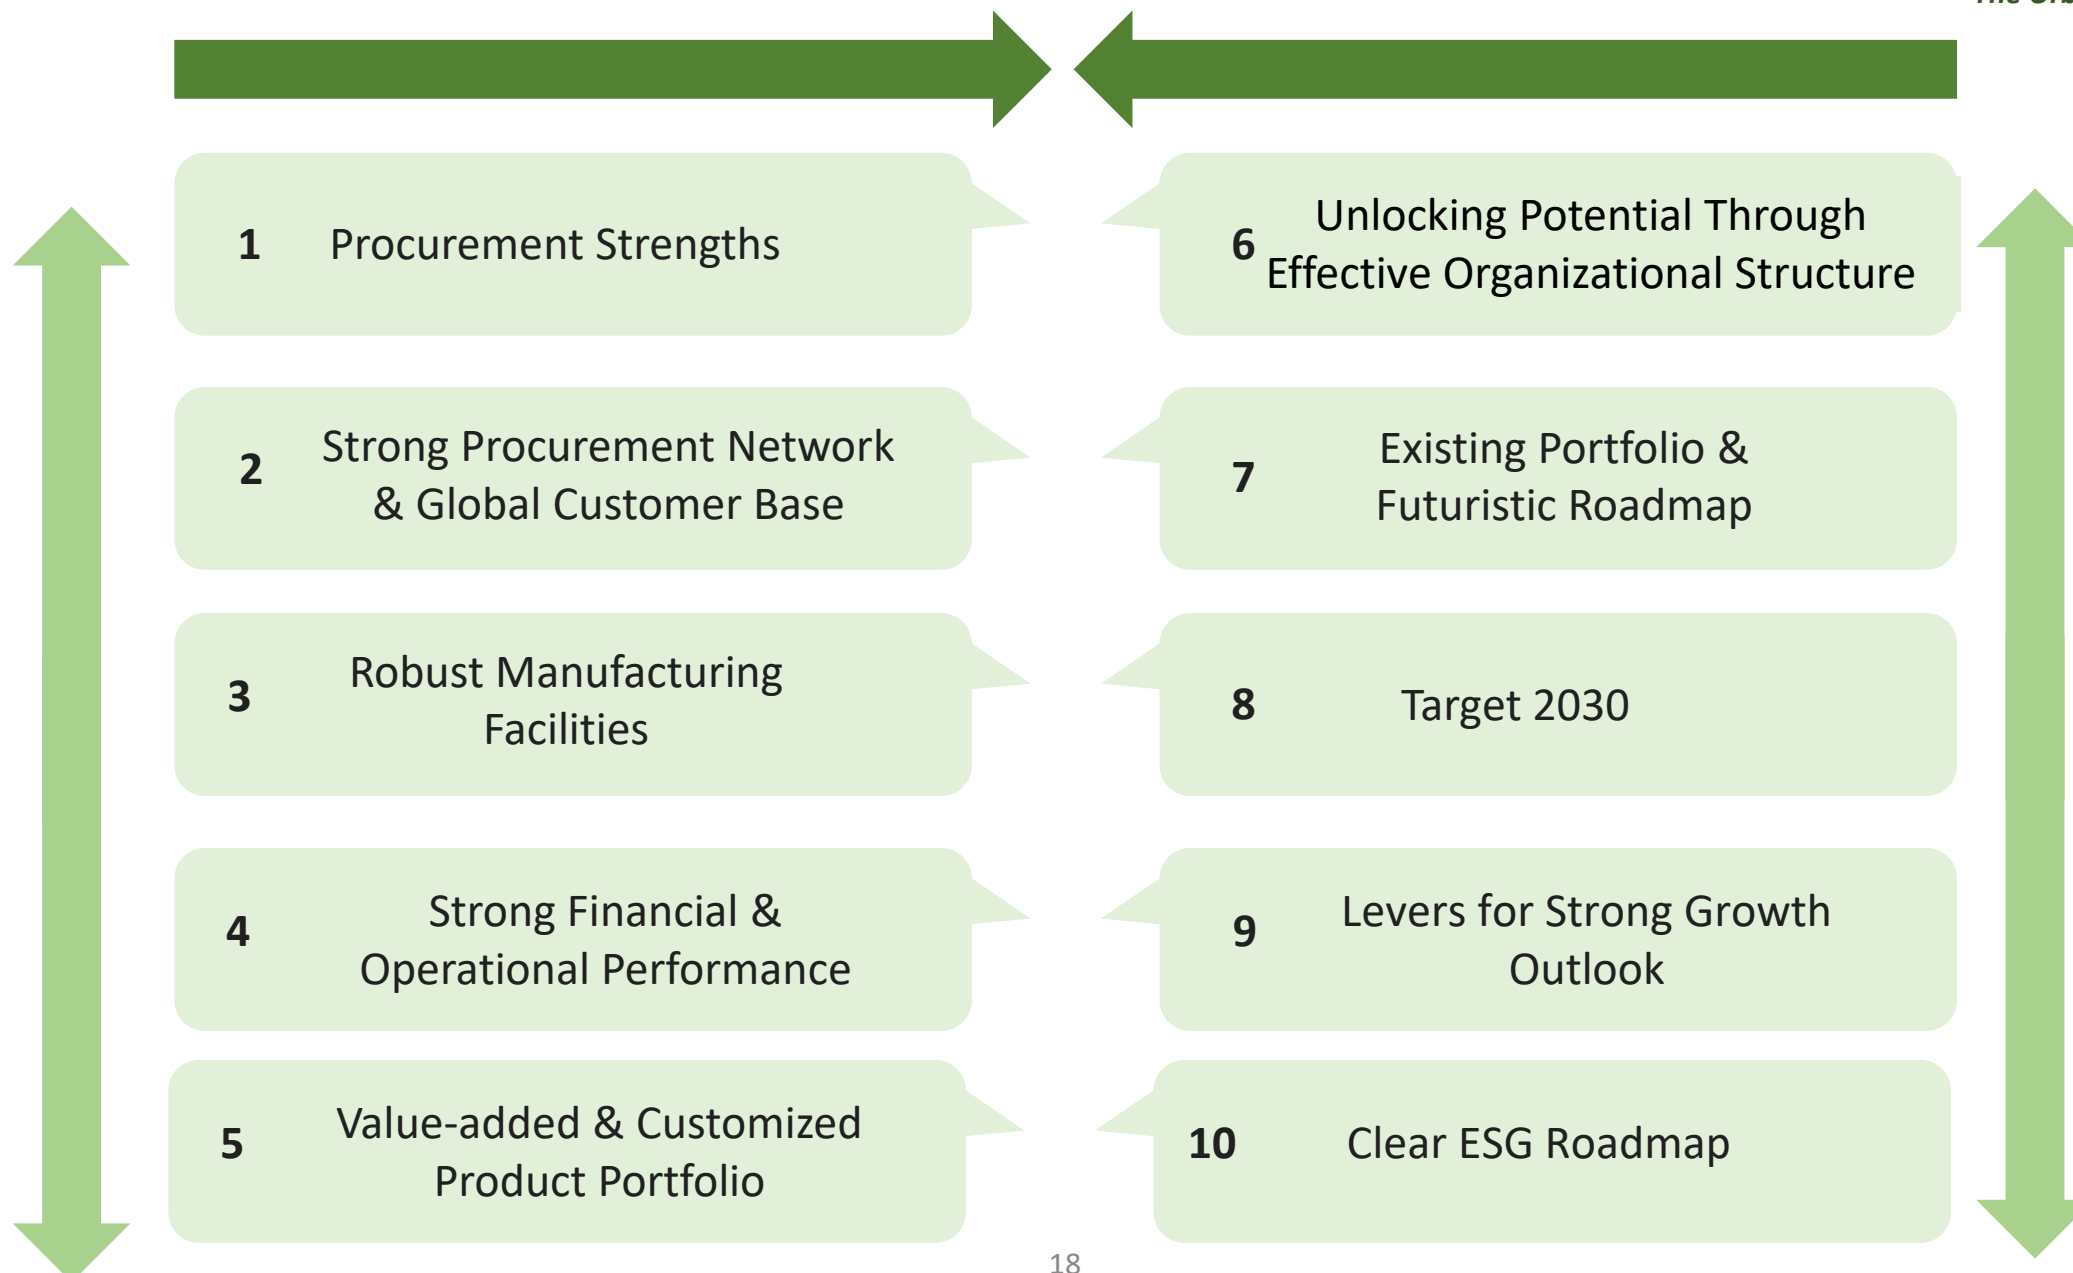 1
Procurement Strengths
2
Strong Procurement Network
& Global Customer Base
3
Robust Manufacturing
Facilities
4
Strong Financial &
Operational Performance
5
Value-added & Customized
Product Portfolio
6
Unlocking Potential Through
Effective Organizational Structure
7
Existing Portfolio &
Futuristic Roadmap
8
Target 2030
9
Levers for Strong Growth
Outlook
10
Clear ESG Roadmap
18